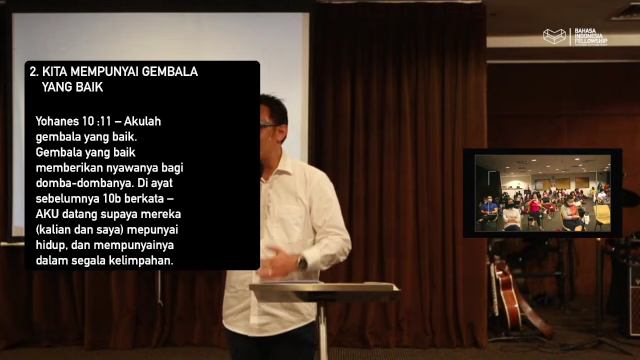 2. KITA MEMPUNYAI GEMBALA
YANG BAIK
Yohanes 10 :11 – Akulah
gembala yang baik.
Gembala yang baik
memberikan nyawanya bagi
domba-dombanya. Di ayat
sebelumnya 10b berkata –
AKU datang supaya mereka
(kalian dan saya) mepunyai
hidup, dan mempunyainya
dalam segala kelimpahan.
BAHASA
INDONESIA
FELLOWSHIP